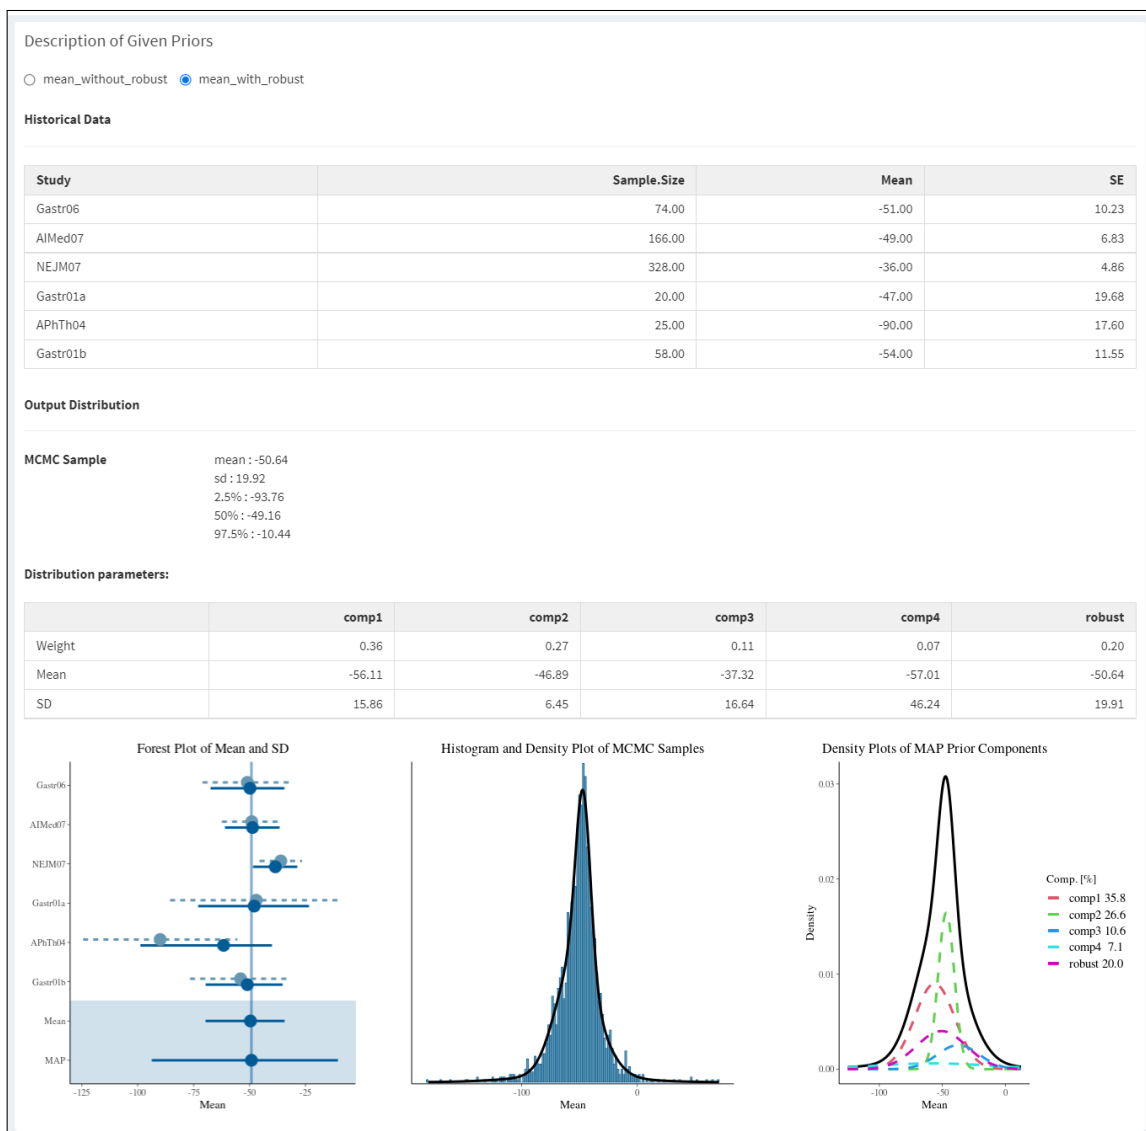 Description of Given Priors
mean_without_robust mean_with_robust
Historical Data
Study Sample.Size Mean SE
Gastr06 74.00 -51.00 10.23
AIMed07 166.00 -49.00 6.83
NEJM07 328.00 -36.00 4.86
Gastr01a 20.00 -47.00 19.68
APhTh04 25.00 -90.00 17.60
Gastr01b 58.00 -54.00 11.55
Output Distribution
MCMC Sample mean : -50.64
sd : 19.92
2.5% : -93.76
50% : -49.16
97.5% : -10.44
Distribution parameters:
comp1 comp2 comp3 comp4 robust
Weight 0.36 0.27 0.11 0.07 0.20
Mean -56.11 -46.89 -37.32 -57.01 -50.64
SD 15.86 6.45 16.64 46.24 19.91
Forest Plot of Mean and SD
Gastr06
AIMed07
NEJM07
Gastr01a
APhTh04
Gastr01b
Mean
MAP
-125 -100 -75 -50 -25
Mean
Histogram and Density Plot of MCMC Samples
-100 0
Mean
Density Plots of MAP Prior Components
0.03
0.02
0.01
0.00
Density
-100 -50 0
Mean
Comp. [%]
comp1 35.8
comp2 26.6
comp3 10.6
comp4 7.1
robust 20.0